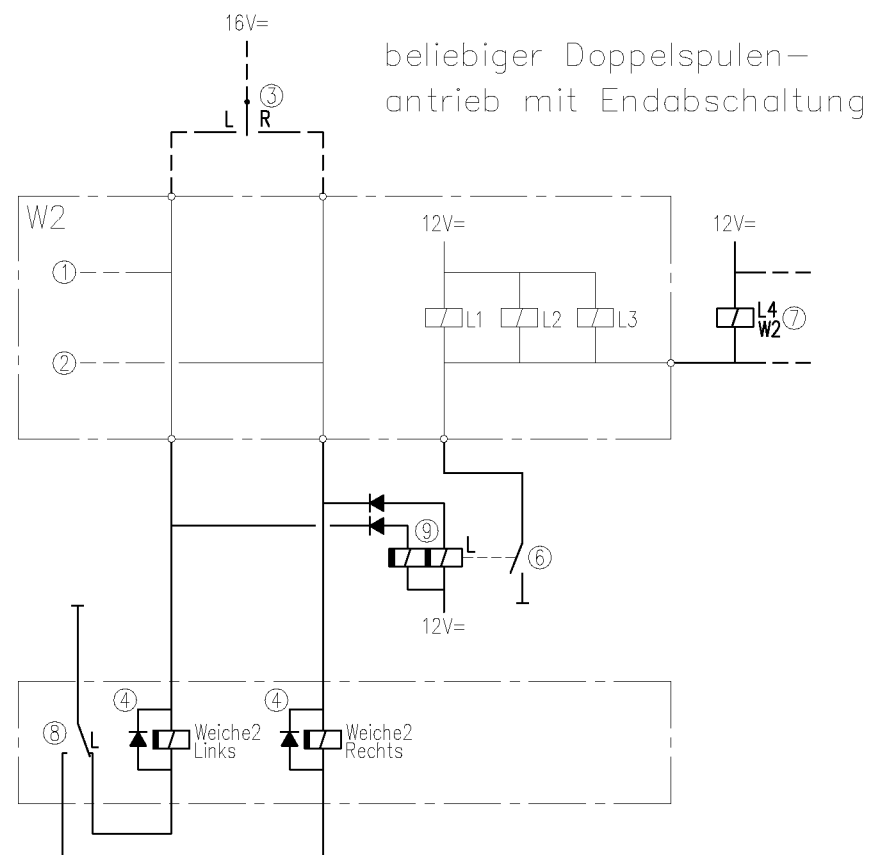 16V=
beliebiger Doppelspulen–
antrieb mit Endabschaltung
③
L R
W2
12V=
12V=
①
L1
L2
L3
L4
W2
⑦
②
⑨
L
⑥
12V=
④
④
⑧
L
Weiche2
Links
Weiche2
Rechts